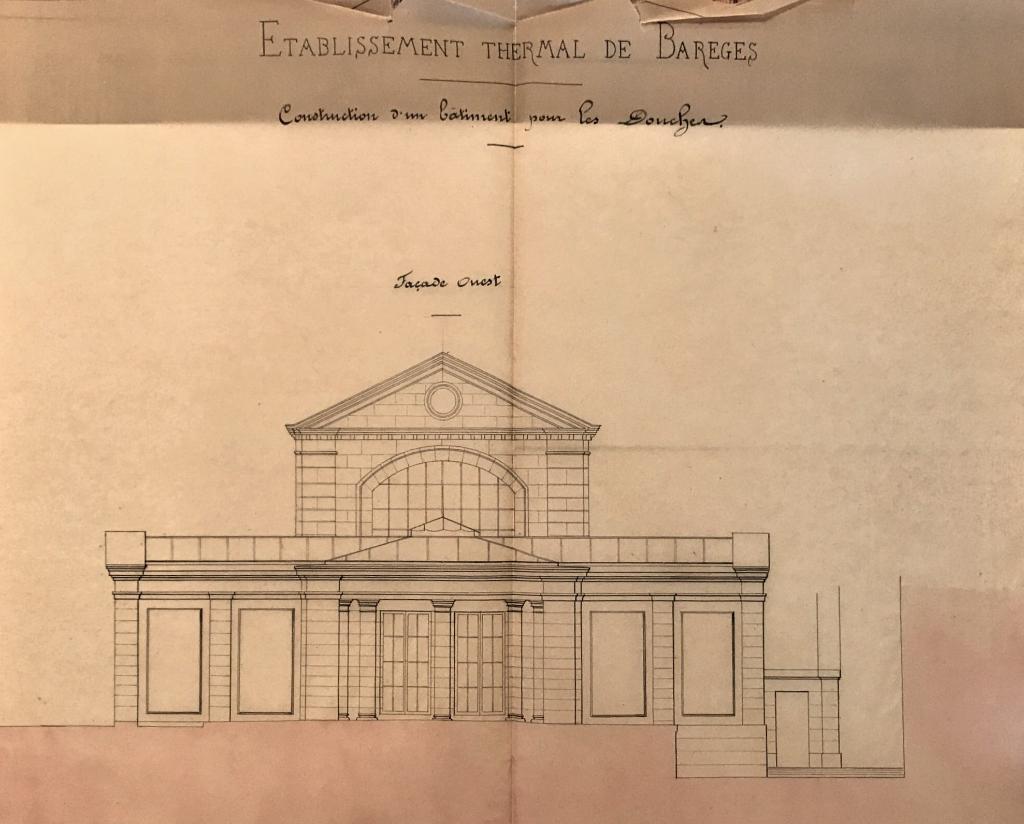 ETABLISSEMENT THERMAL DE BAREGES
Construction d'un bâtiment pour les Douches.
Façade Ouest